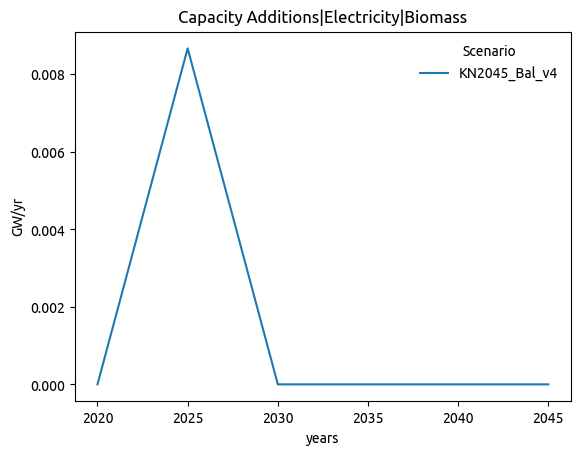 Capacity Additions|Electricity|Biomass
Scenario
KN2045_Bal_v4
GW/yr
0.008
0.006
0.004
0.002
0.000
2020 2025 2030 2035 2040 2045
years